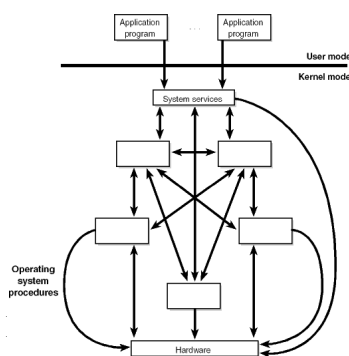 Application
program
. . .
Application
program
User mode
Kernel mode
System services
Operating
system
procedures
Hardware